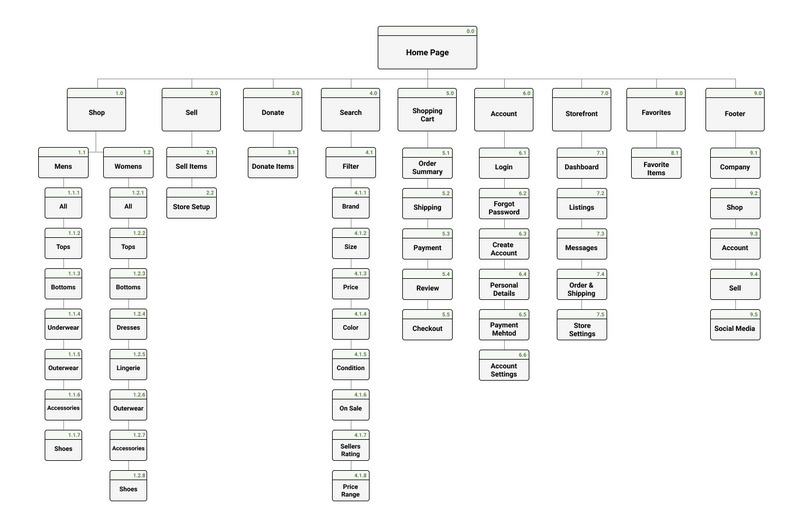 0.0
Home Page
1.0
Shop
2.0
Sell
3.0
Donate
4.0
Search
5.0
Shopping
Cart
6.0
Account
7.0
Storefront
8.0
Favorites
9.0
Footer
1.1
Mens
1.2
Womens
2.1
Sell Items
3.1
Donate Items
4.1
Filter
5.1
Order
Summary
6.1
Login
7.1
Dashboard
8.1
Favorite
Items
9.1
Company
1.1.1
All
1.2.1
All
2.2
Store Setup
4.1.1
Brand
5.2
Shipping
6.2
Forgot
Password
7.2
Listings
9.2
Shop
1.1.2
Tops
1.2.2
Tops
4.1.2
Size
5.3
Payment
6.3
Create
Account
7.3
Messages
9.3
Account
1.1.3
Bottoms
1.2.3
Bottoms
4.1.3
Price
5.4
Review
6.4
Personal
Details
7.4
Order &
Shipping
9.4
Sell
1.1.4
Underwear
1.2.4
Dresses
4.1.4
Color
5.5
Checkout
6.5
Payment
Mehtod
7.5
Store
Settings
9.5
Social Media
1.1.5
Outerwear
1.2.5
Lingerie
4.1.5
Condition
6.6
Account
Settings
1.1.6
Accessories
1.2.6
Outerwear
4.1.6
On Sale
1.1.7
Shoes
1.2.7
Accessories
4.1.7
Sellers
Rating
1.2.8
Shoes
4.1.8
Price
Range